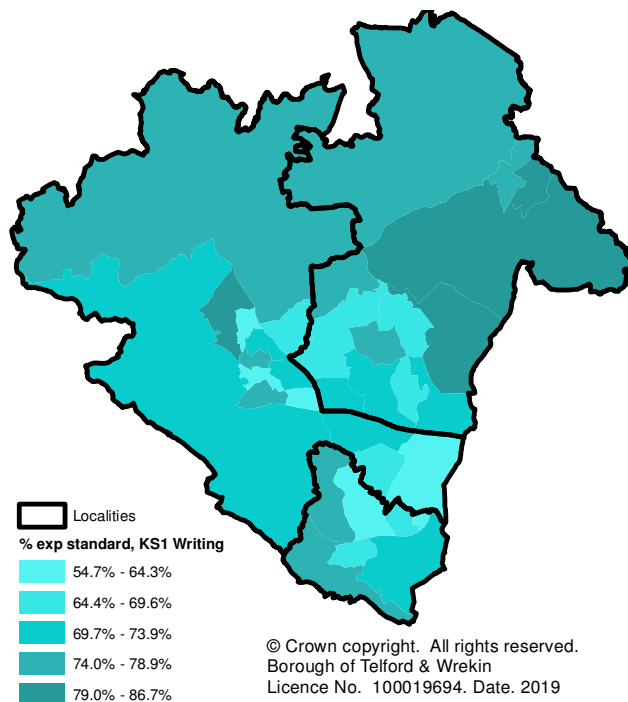 Localities
% exp standard, KS1 Writing
54.7% - 64.3%
64.4% - 69.6%
69.7% - 73.9%
74.0% - 78.9%
79.0% - 86.7%
© Crown copyright. All rights reserved.
Borough of Telford & Wrekin
Licence No. 100019694. Date. 2019